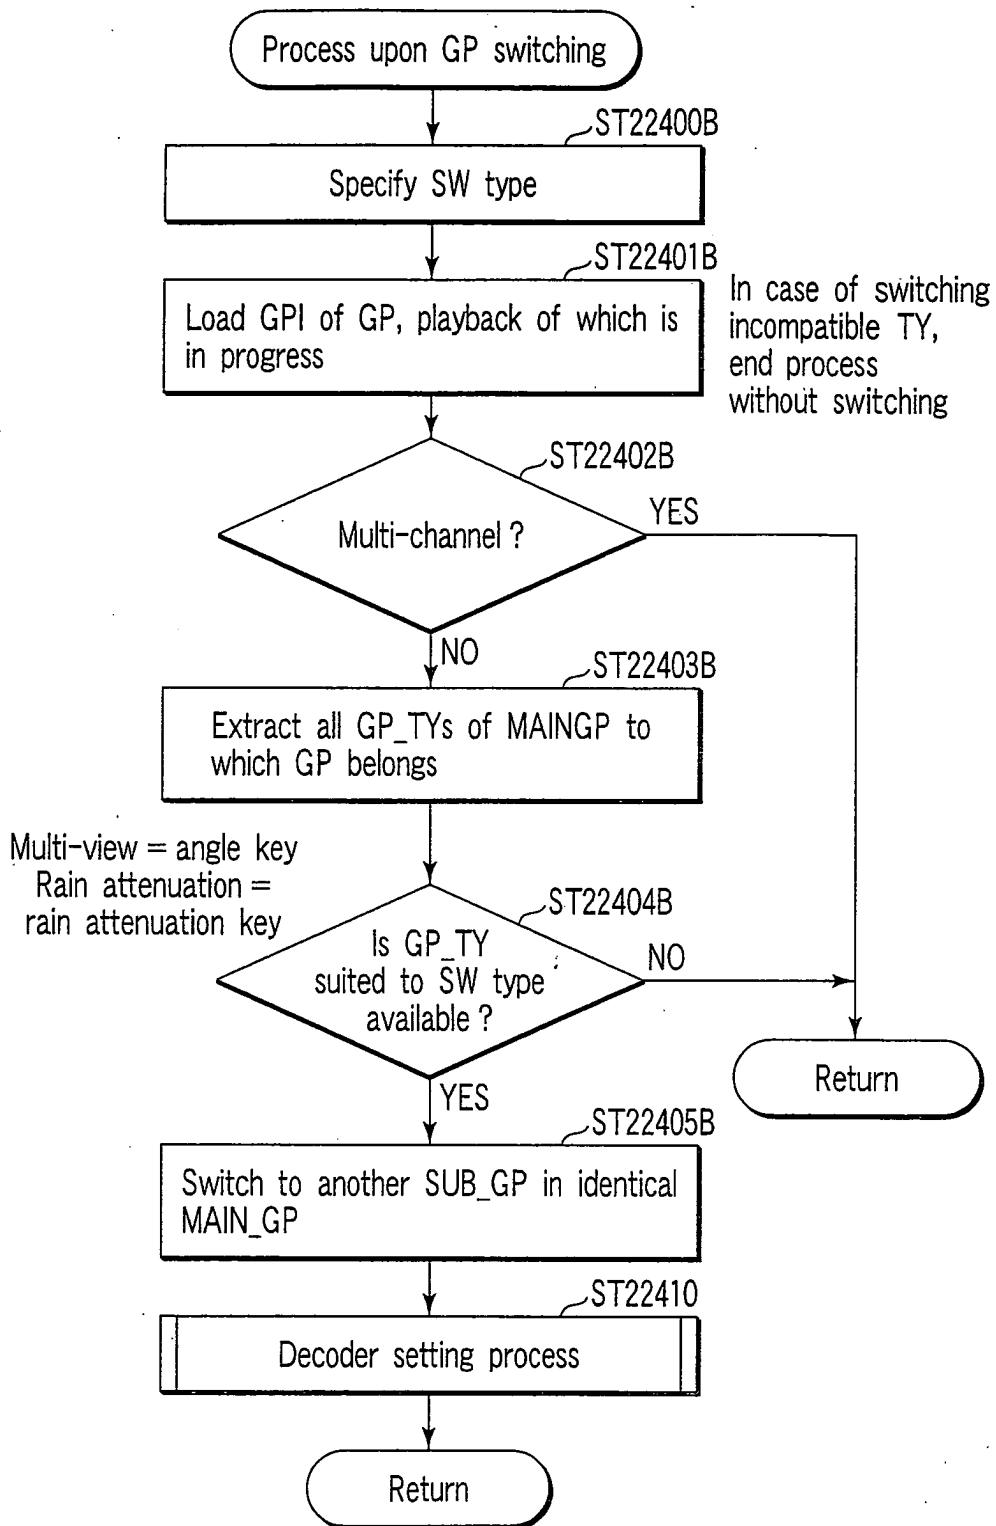 Process upon GP switching
ST22400B
Specify SW type
ST22401B
Load GPI of GP, playback of which is
in progress
In case of switching
incompatible TY,
end process
without switching
ST22402B
Multi-channel ?
YES
NO
ST22403B
Extract all GP_TYs of MAINGP to
which GP belongs
Multi-view = angle key
Rain attenuation =
rain attenuation key
ST22404B
Is GP_TY
suited to SW type
available ?
NO
Return
YES
ST22405B
Switch to another SUB_GP in identical
MAIN_GP
ST22410
Decoder setting process
Return